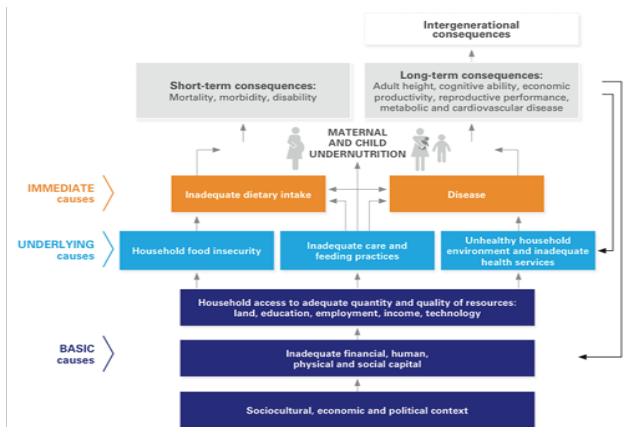 Intergenerational
consequences
Short-term consequences:
Mortality, morbidity, disability
Long-term consequences:
Adult height, cognitive ability, economic
productivity, reproductive performance,
metabolic and cardiovascular disease
MATERNAL
AND CHILD
UNDERNUTRITION
IMMEDIATE
causes
Inadequate dietary intake
Disease
UNDERLYING
causes
Household food insecurity
Inadequate care and
feeding practices
Unhealthy household
environment and inadequate
health services
Household access to adequate quantity and quality of resources:
land, education, employment, income, technology
BASIC
causes
Inadequate financial, human,
physical and social capital
Sociocultural, economic and political context